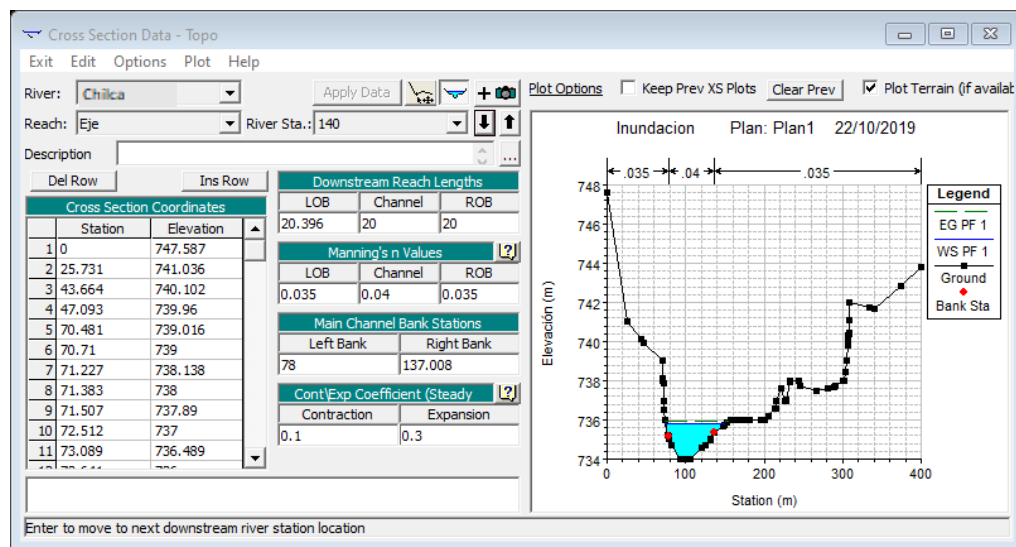 Cross Section Data - Topo
Exit Edit Options Plot Help
River: Chilca Apply Data
Plot Options Keep Prev XS Plots Clear Prev Plot Terrain (if availab
Reach: Eje River Sta.: 140
Description ...
Del Row Ins Row
Cross Section Coordinates
Station Elevation
1 0 747.587
2 25.731 741.036
3 43.664 740.102
4 47.093 739.96
5 70.481 739.016
6 70.71 739
7 71.227 738.138
8 71.383 738
9 71.507 737.89
10 72.512 737
11 73.089 736.489
Downstream Reach Lengths
LOB Channel ROB
20.396 20 20
Manning's n Values
LOB Channel ROB
0.035 0.04 0.035
Main Channel Bank Stations
Left Bank Right Bank
78 137.008
Cont\Exp Coefficient (Steady
Contraction Expansion
0.1 0.3
Inundacion Plan: Plan1 22/10/2019
.035 .04 .035
748
746
744
742
740
738
736
734
Elevación (m)
0 100 200 300 400
Station (m)
Legend
EG PF 1
WS PF 1
Ground
Bank Sta
Enter to move to next downstream river station location